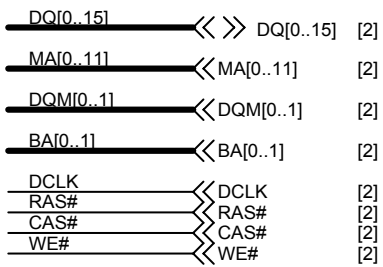 DQ[0..15] DQ[0..15] [2]
MA[0..11] MA[0..11] [2]
DQM[0..1] DQM[0..1] [2]
BA[0..1] BA[0..1] [2]
DCLK DCLK [2]
RAS# RAS# [2]
CAS# CAS# [2]
WE# WE# [2]